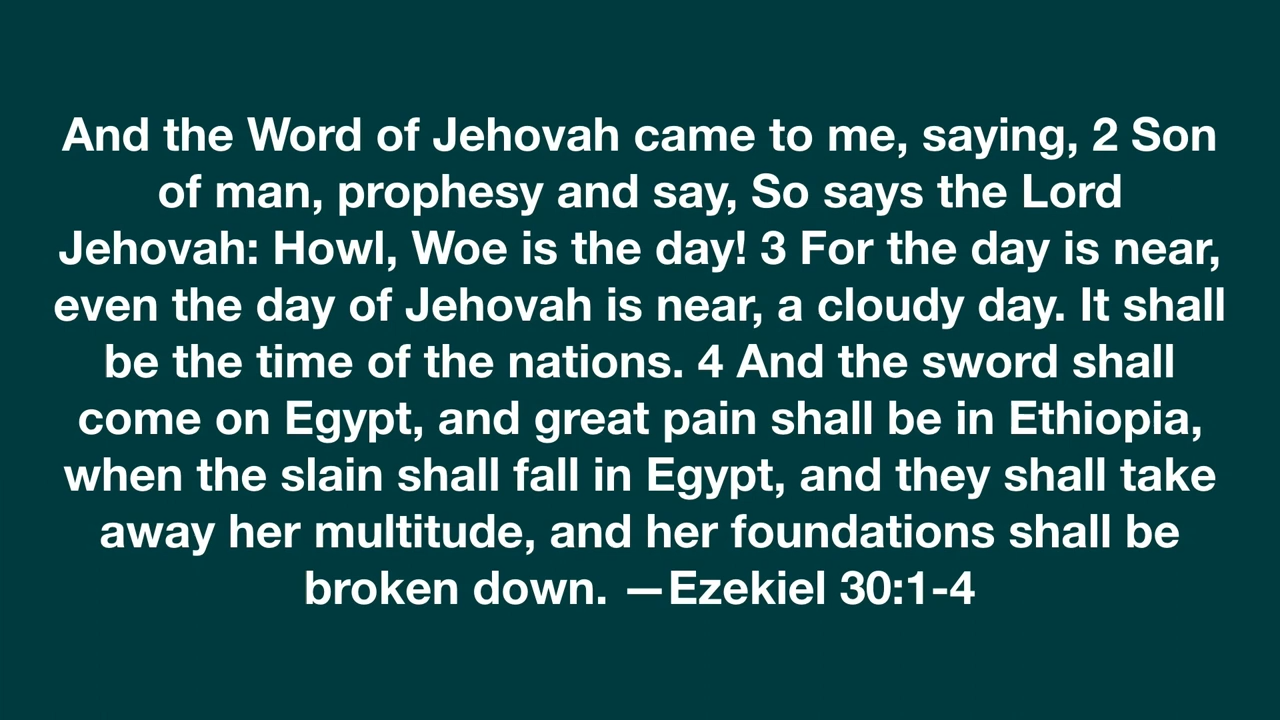 And the Word of Jehovah came to me, saying, 2 Son
of man, prophesy and say, So says the Lord
Jehovah: Howl, Woe is the day! 3 For the day is near,
even the day of Jehovah is near, a cloudy day. It shall
be the time of the nations. 4 And the sword shall
come on Egypt, and great pain shall be in Ethiopia,
when the slain shall fall in Egypt, and they shall take
away her multitude, and her foundations shall be
broken down. —Ezekiel 30:1-4